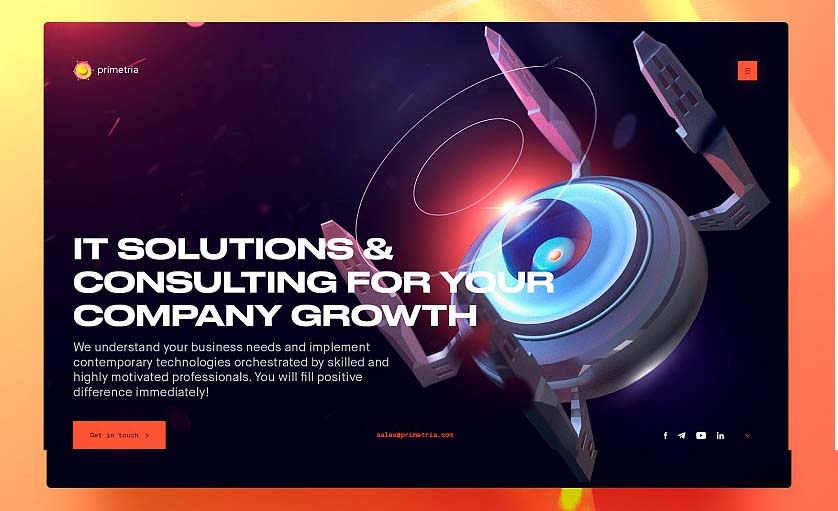 primetria
IT SOLUTIONS &
CONSULTING FOR YOUR
COMPANY GROWTH
We understand your business needs and implement
contemporary technologies orchestrated by skilled and
highly motivated professionals. You will fill positive
difference immediately!
Get in touch
sales@primetria.com